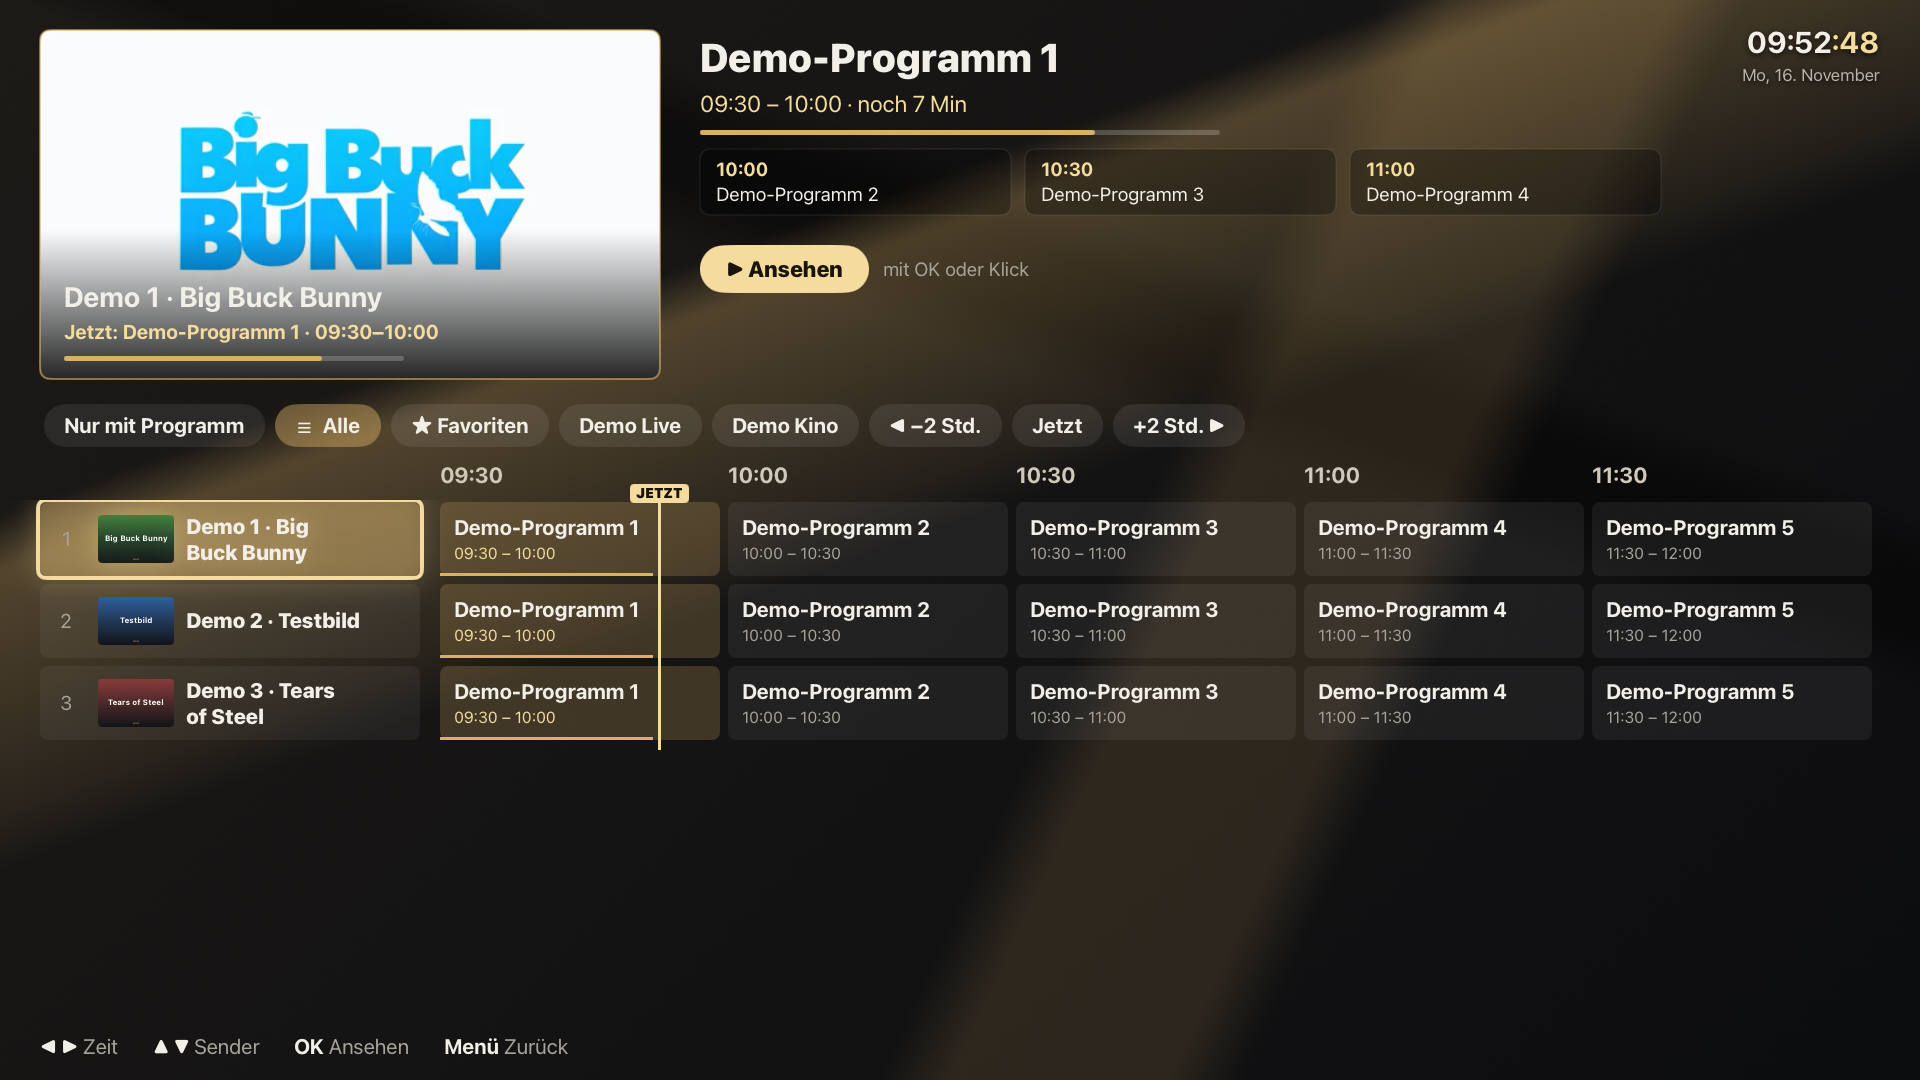 Big Buck
BUNNY
Demo 1 · Big Buck Bunny
Jetzt: Demo-Programm 1 · 09:30–10:00
Demo-Programm 1
09:30 – 10:00 · noch 7 Min
10:00
Demo-Programm 2
10:30
Demo-Programm 3
11:00
Demo-Programm 4
▶ Ansehen mit OK oder Klick
09:52:48
Mo, 16. November
Nur mit Programm ≡ Alle ★ Favoriten Demo Live Demo Kino ◀ −2 Std. Jetzt +2 Std. ▶
09:30 10:00 10:30 11:00 11:30
JETZT
1 Big Buck Bunny Demo 1 · Big
Buck Bunny
Demo-Programm 1 Demo-Programm 2 Demo-Programm 3 Demo-Programm 4 Demo-Programm 5
09:30 – 10:00 10:00 – 10:30 10:30 – 11:00 11:00 – 11:30 11:30 – 12:00
2 Testbild Demo 2 · Testbild
Demo-Programm 1 Demo-Programm 2 Demo-Programm 3 Demo-Programm 4 Demo-Programm 5
09:30 – 10:00 10:00 – 10:30 10:30 – 11:00 11:00 – 11:30 11:30 – 12:00
3 Tears of Steel Demo 3 · Tears
of Steel
Demo-Programm 1 Demo-Programm 2 Demo-Programm 3 Demo-Programm 4 Demo-Programm 5
09:30 – 10:00 10:00 – 10:30 10:30 – 11:00 11:00 – 11:30 11:30 – 12:00
◀ ▶ Zeit ▲ ▼ Sender OK Ansehen Menü Zurück